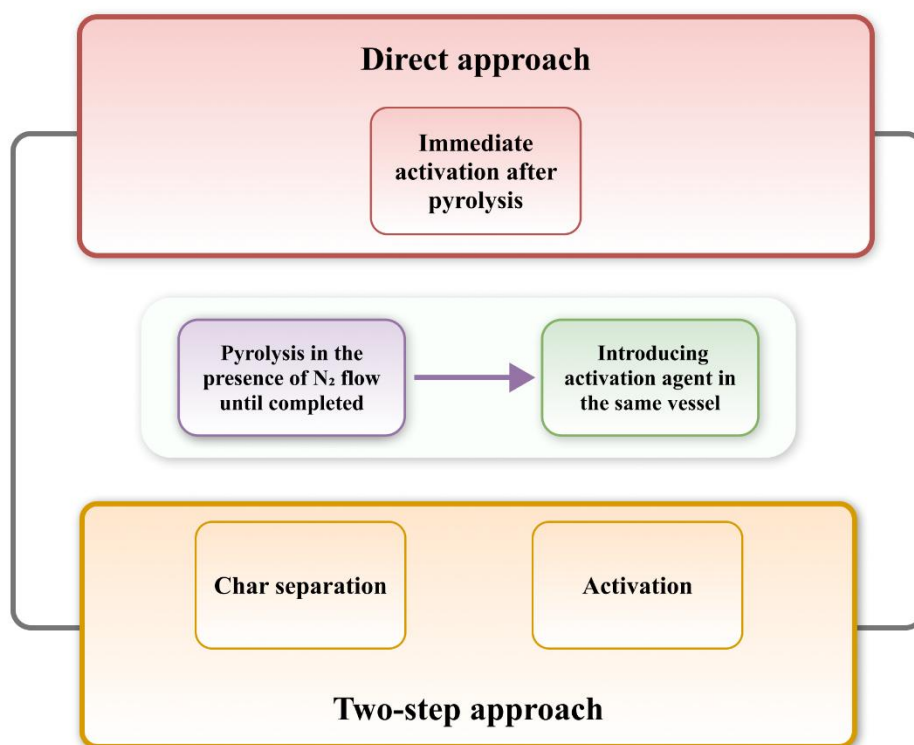 Direct approach
Immediate
activation after
pyrolysis
Pyrolysis in the
presence of N₂ flow
until completed
Introducing
activation agent in
the same vessel
Char separation
Activation
Two-step approach